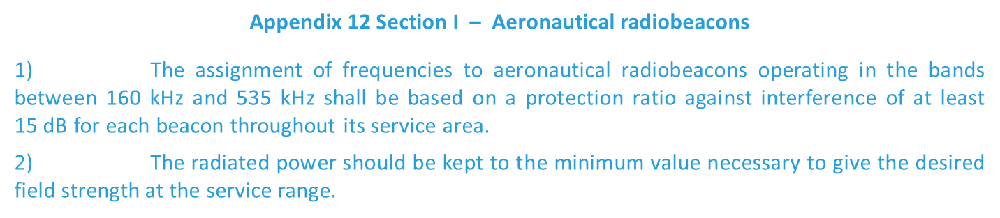 Appendix 12 Section I – Aeronautical radiobeacons
1) The assignment of frequencies to aeronautical radiobeacons operating in the bands
between 160 kHz and 535 kHz shall be based on a protection ratio against interference of at least
15 dB for each beacon throughout its service area.
2) The radiated power should be kept to the minimum value necessary to give the desired
field strength at the service range.